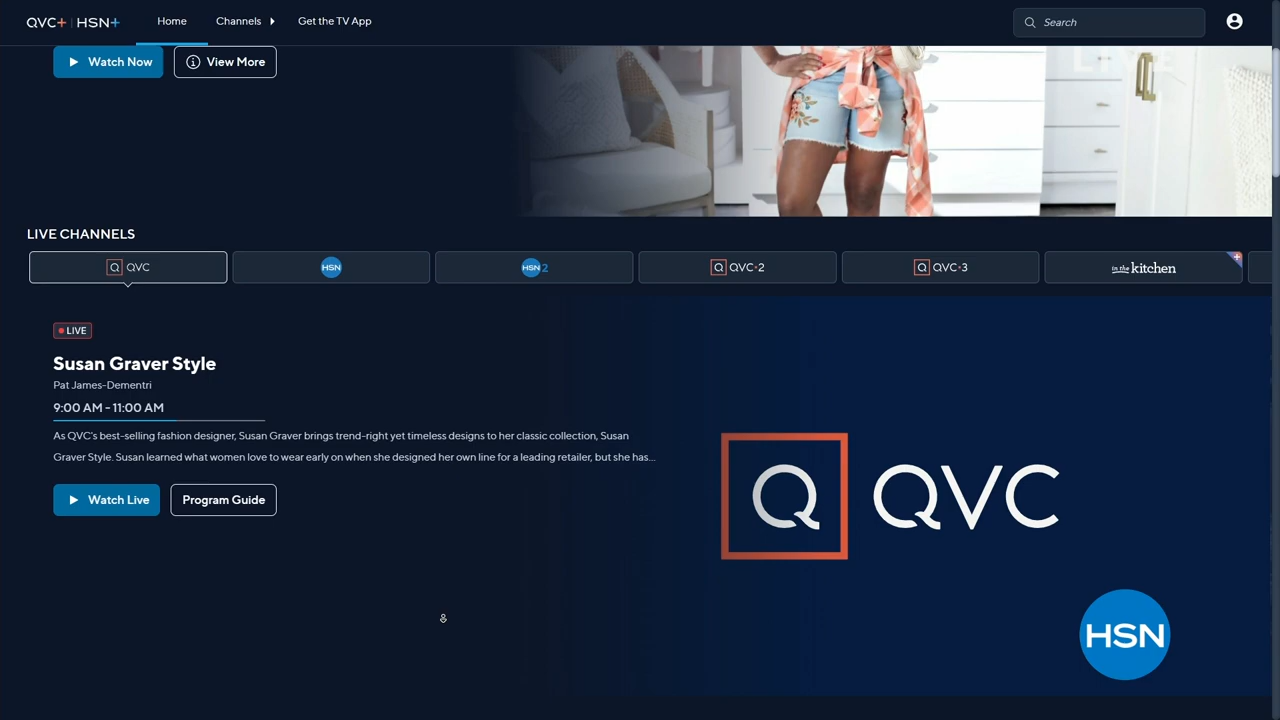 QVC+ | HSN+
Home
Channels
Get the TV App
Search
Watch Now
View More
LIVE CHANNELS
Q QVC
HSN
HSN 2
Q QVC•2
Q QVC•3
in the kitchen
LIVE
Susan Graver Style
Pat James-Dementri
9:00 AM - 11:00 AM
As QVC's best-selling fashion designer, Susan Graver brings trend-right yet timeless designs to her classic collection, Susan
Graver Style. Susan learned what women love to wear early on when she designed her own line for a leading retailer, but she has...
Watch Live
Program Guide
Q QVC
HSN